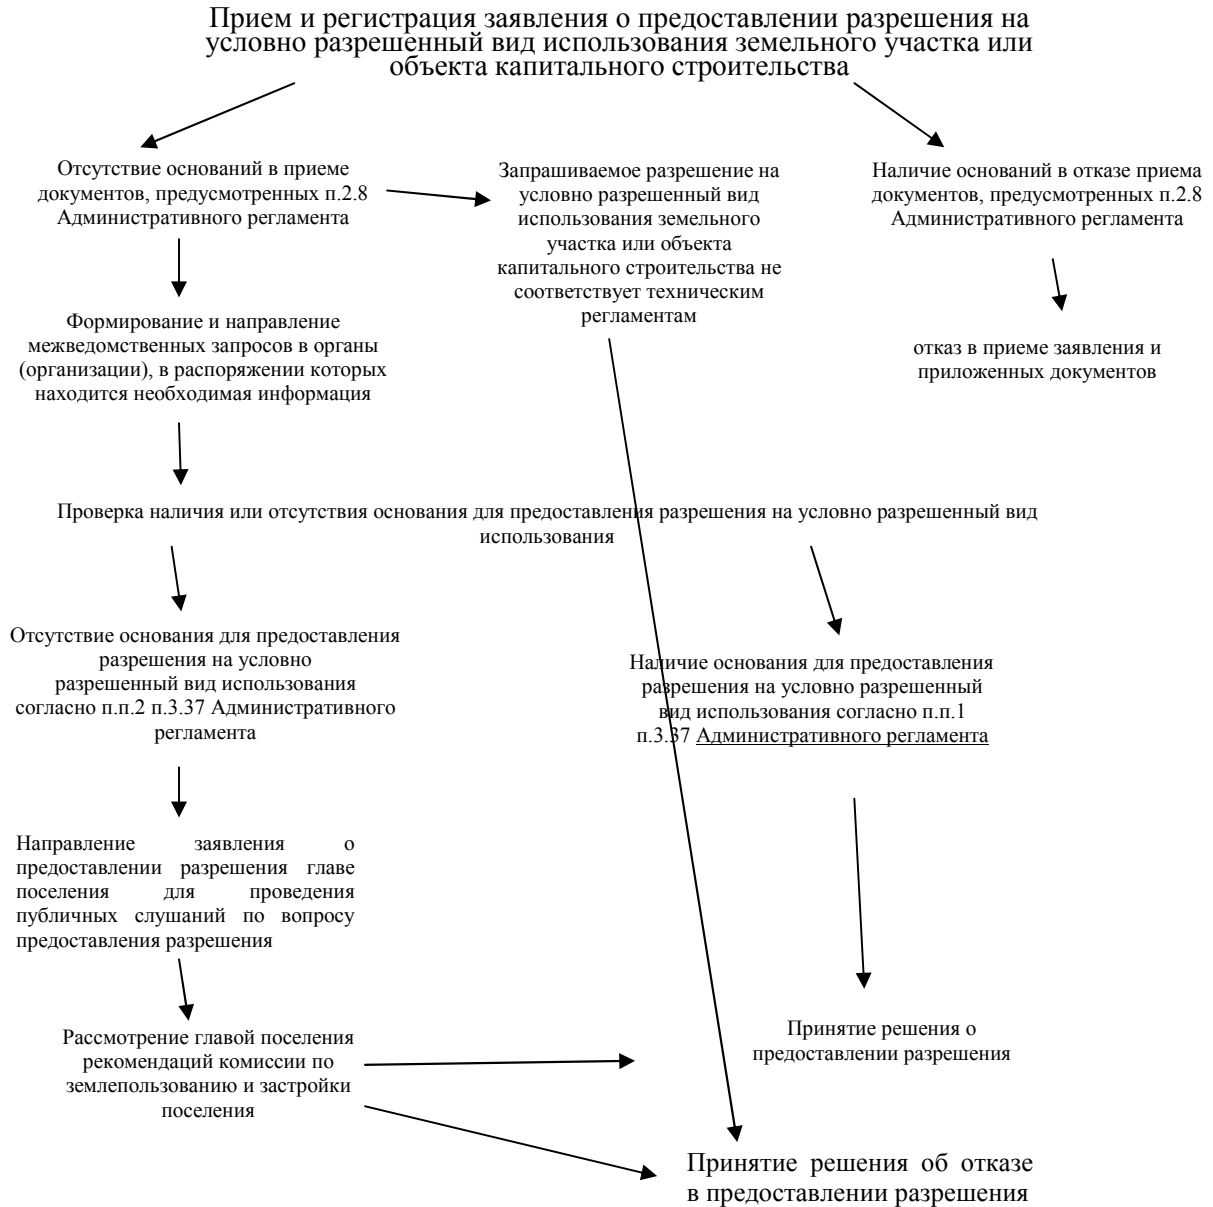 Прием и регистрация заявления о предоставлении разрешения на
условно разрешенный вид использования земельного участка или
объекта капитального строительства
Отсутствие оснований в приеме
документов, предусмотренных п.2.8
Административного регламента
Запрашиваемое разрешение на
условно разрешенный вид
использования земельного
участка или объекта
капитального строительства не
соответствует техническим
регламентам
Наличие оснований в отказе приема
документов, предусмотренных п.2.8
Административного регламента
Формирование и направление
межведомственных запросов в органы
(организации), в распоряжении которых
находится необходимая информация
отказ в приеме заявления и
приложенных документов
Проверка наличия или отсутствия основания для предоставления разрешения на условно разрешенный вид
использования
Отсутствие основания для предоставления
разрешения на условно
разрешенный вид использования
согласно п.п.2 п.3.37 Административного
регламента
Наличие основания для предоставления
разрешения на условно разрешенный
вид использования согласно п.п.1
п.3.37 Административного регламента
Направление заявления о
предоставлении разрешения главе
поселения для проведения
публичных слушаний по вопросу
предоставления разрешения
Рассмотрение главой поселения
рекомендаций комиссии по
землепользованию и застройки
поселения
Принятие решения о
предоставлении разрешения
Принятие решения об отказе
в предоставлении разрешения